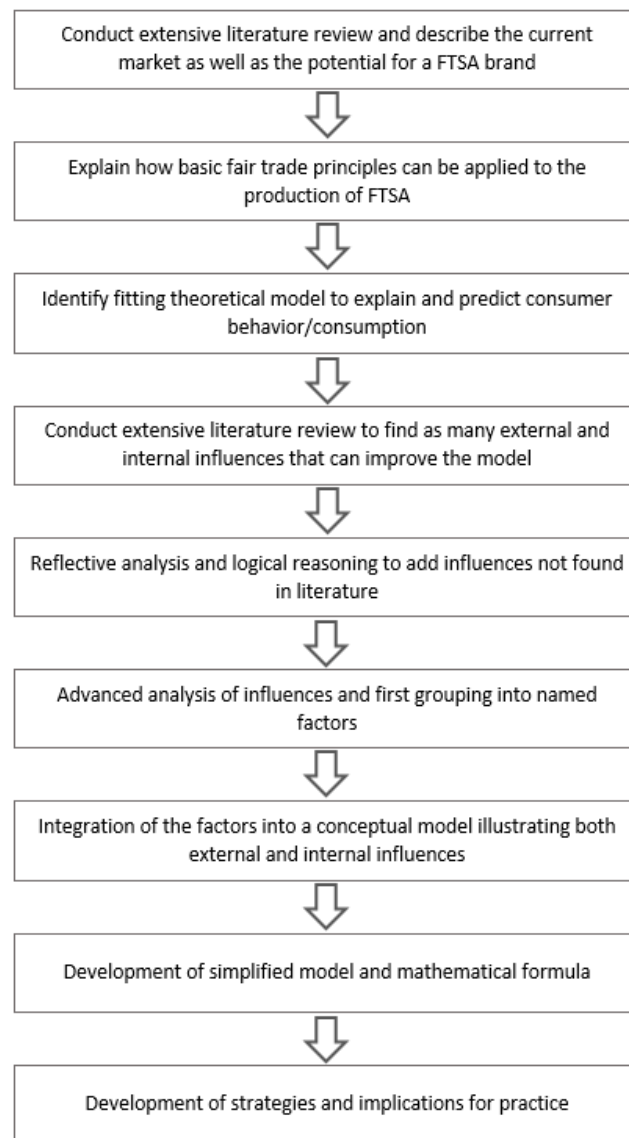 Conduct extensive literature review and describe the current
market as well as the potential for a FTSA brand
Explain how basic fair trade principles can be applied to the
production of FTSA
Identify fitting theoretical model to explain and predict consumer
behavior/consumption
Conduct extensive literature review to find as many external and
internal influences that can improve the model
Reflective analysis and logical reasoning to add influences not found
in literature
Advanced analysis of influences and first grouping into named
factors
Integration of the factors into a conceptual model illustrating both
external and internal influences
Development of simplified model and mathematical formula
Development of strategies and implications for practice